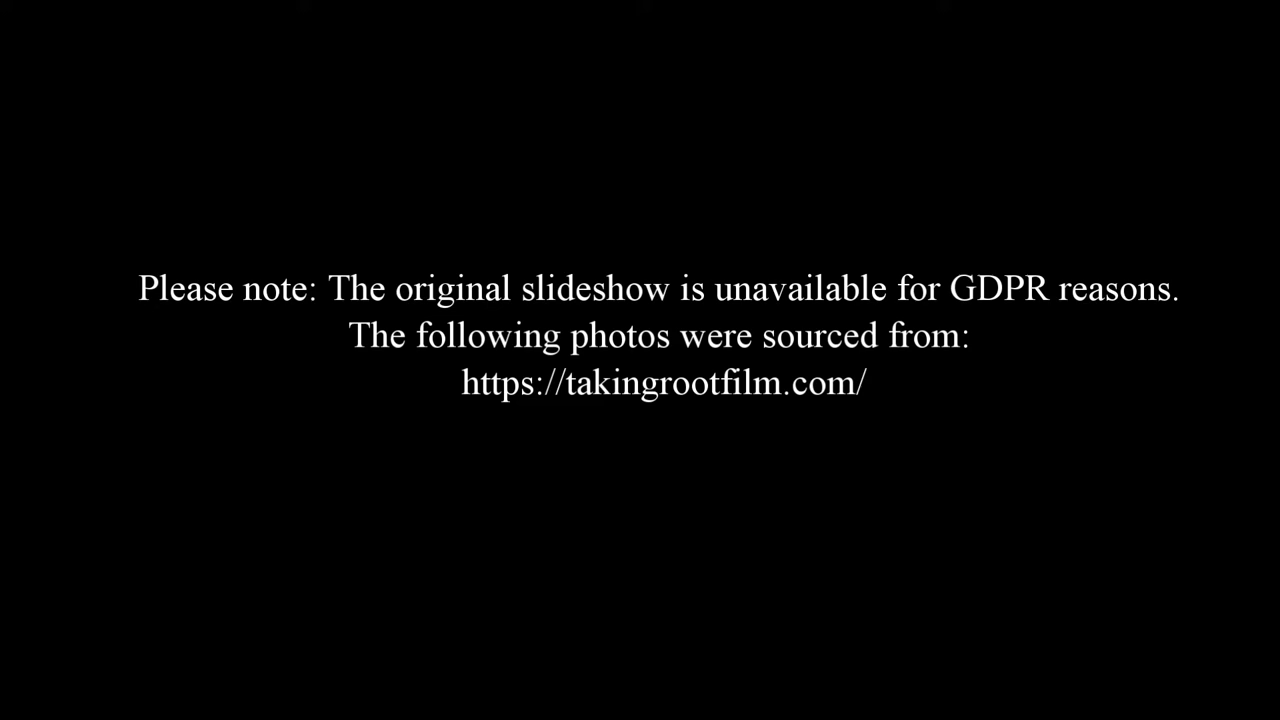 Please note: The original slideshow is unavailable for GDPR reasons.
The following photos were sourced from:
https://takingrootfilm.com/